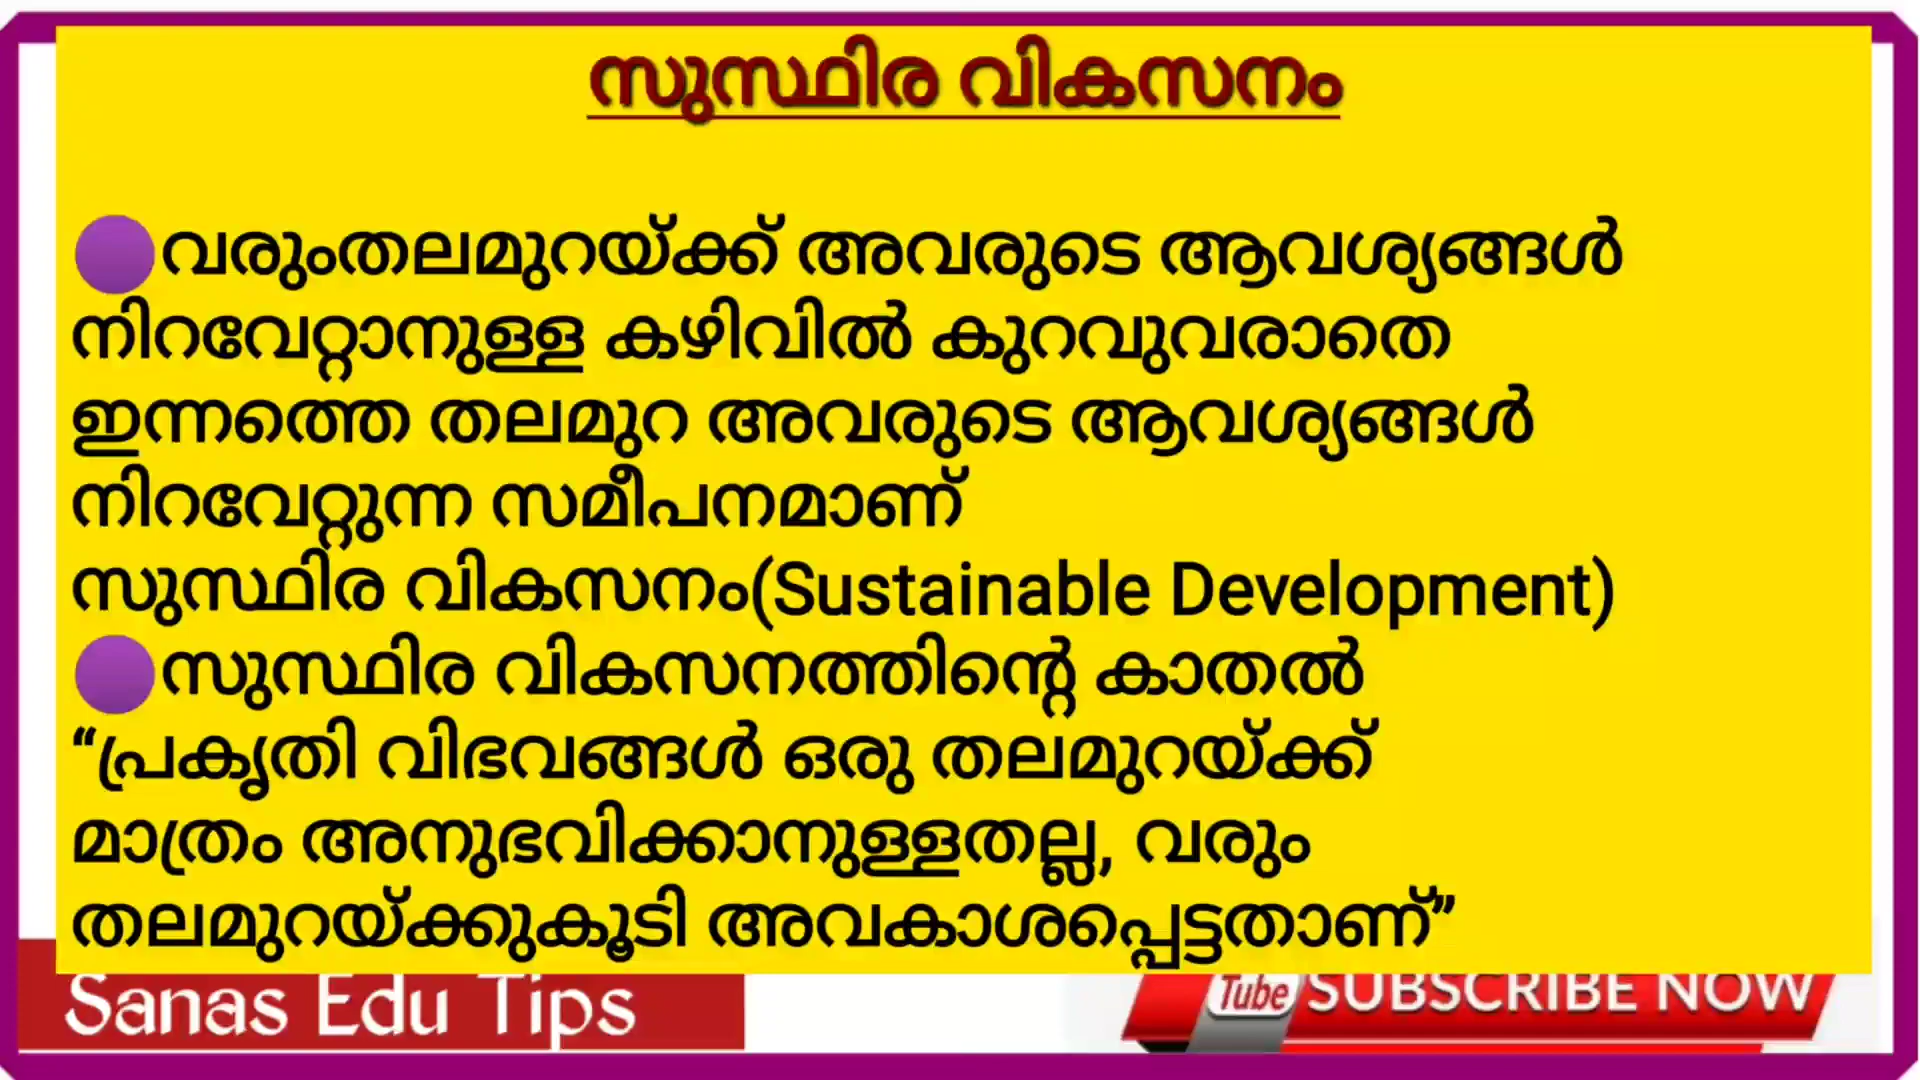 സുസ്ഥിര വികസനം
വരുംതലമുറയ്ക്ക് അവരുടെ ആവശ്യങ്ങൾ
നിറവേറ്റാനുള്ള കഴിവിൽ കുറവുവരാതെ
ഇന്നത്തെ തലമുറ അവരുടെ ആവശ്യങ്ങൾ
നിറവേറ്റുന്ന സമീപനമാണ്
സുസ്ഥിര വികസനം(Sustainable Development)
സുസ്ഥിര വികസനത്തിന്റെ കാതൽ
“പ്രകൃതി വിഭവങ്ങൾ ഒരു തലമുറയ്ക്ക്
മാത്രം അനുഭവിക്കാനുള്ളതല്ല, വരും
തലമുറയ്ക്കുകൂടി അവകാശപ്പെട്ടതാണ്”
Sanas Edu Tips
Tube SUBSCRIBE NOW